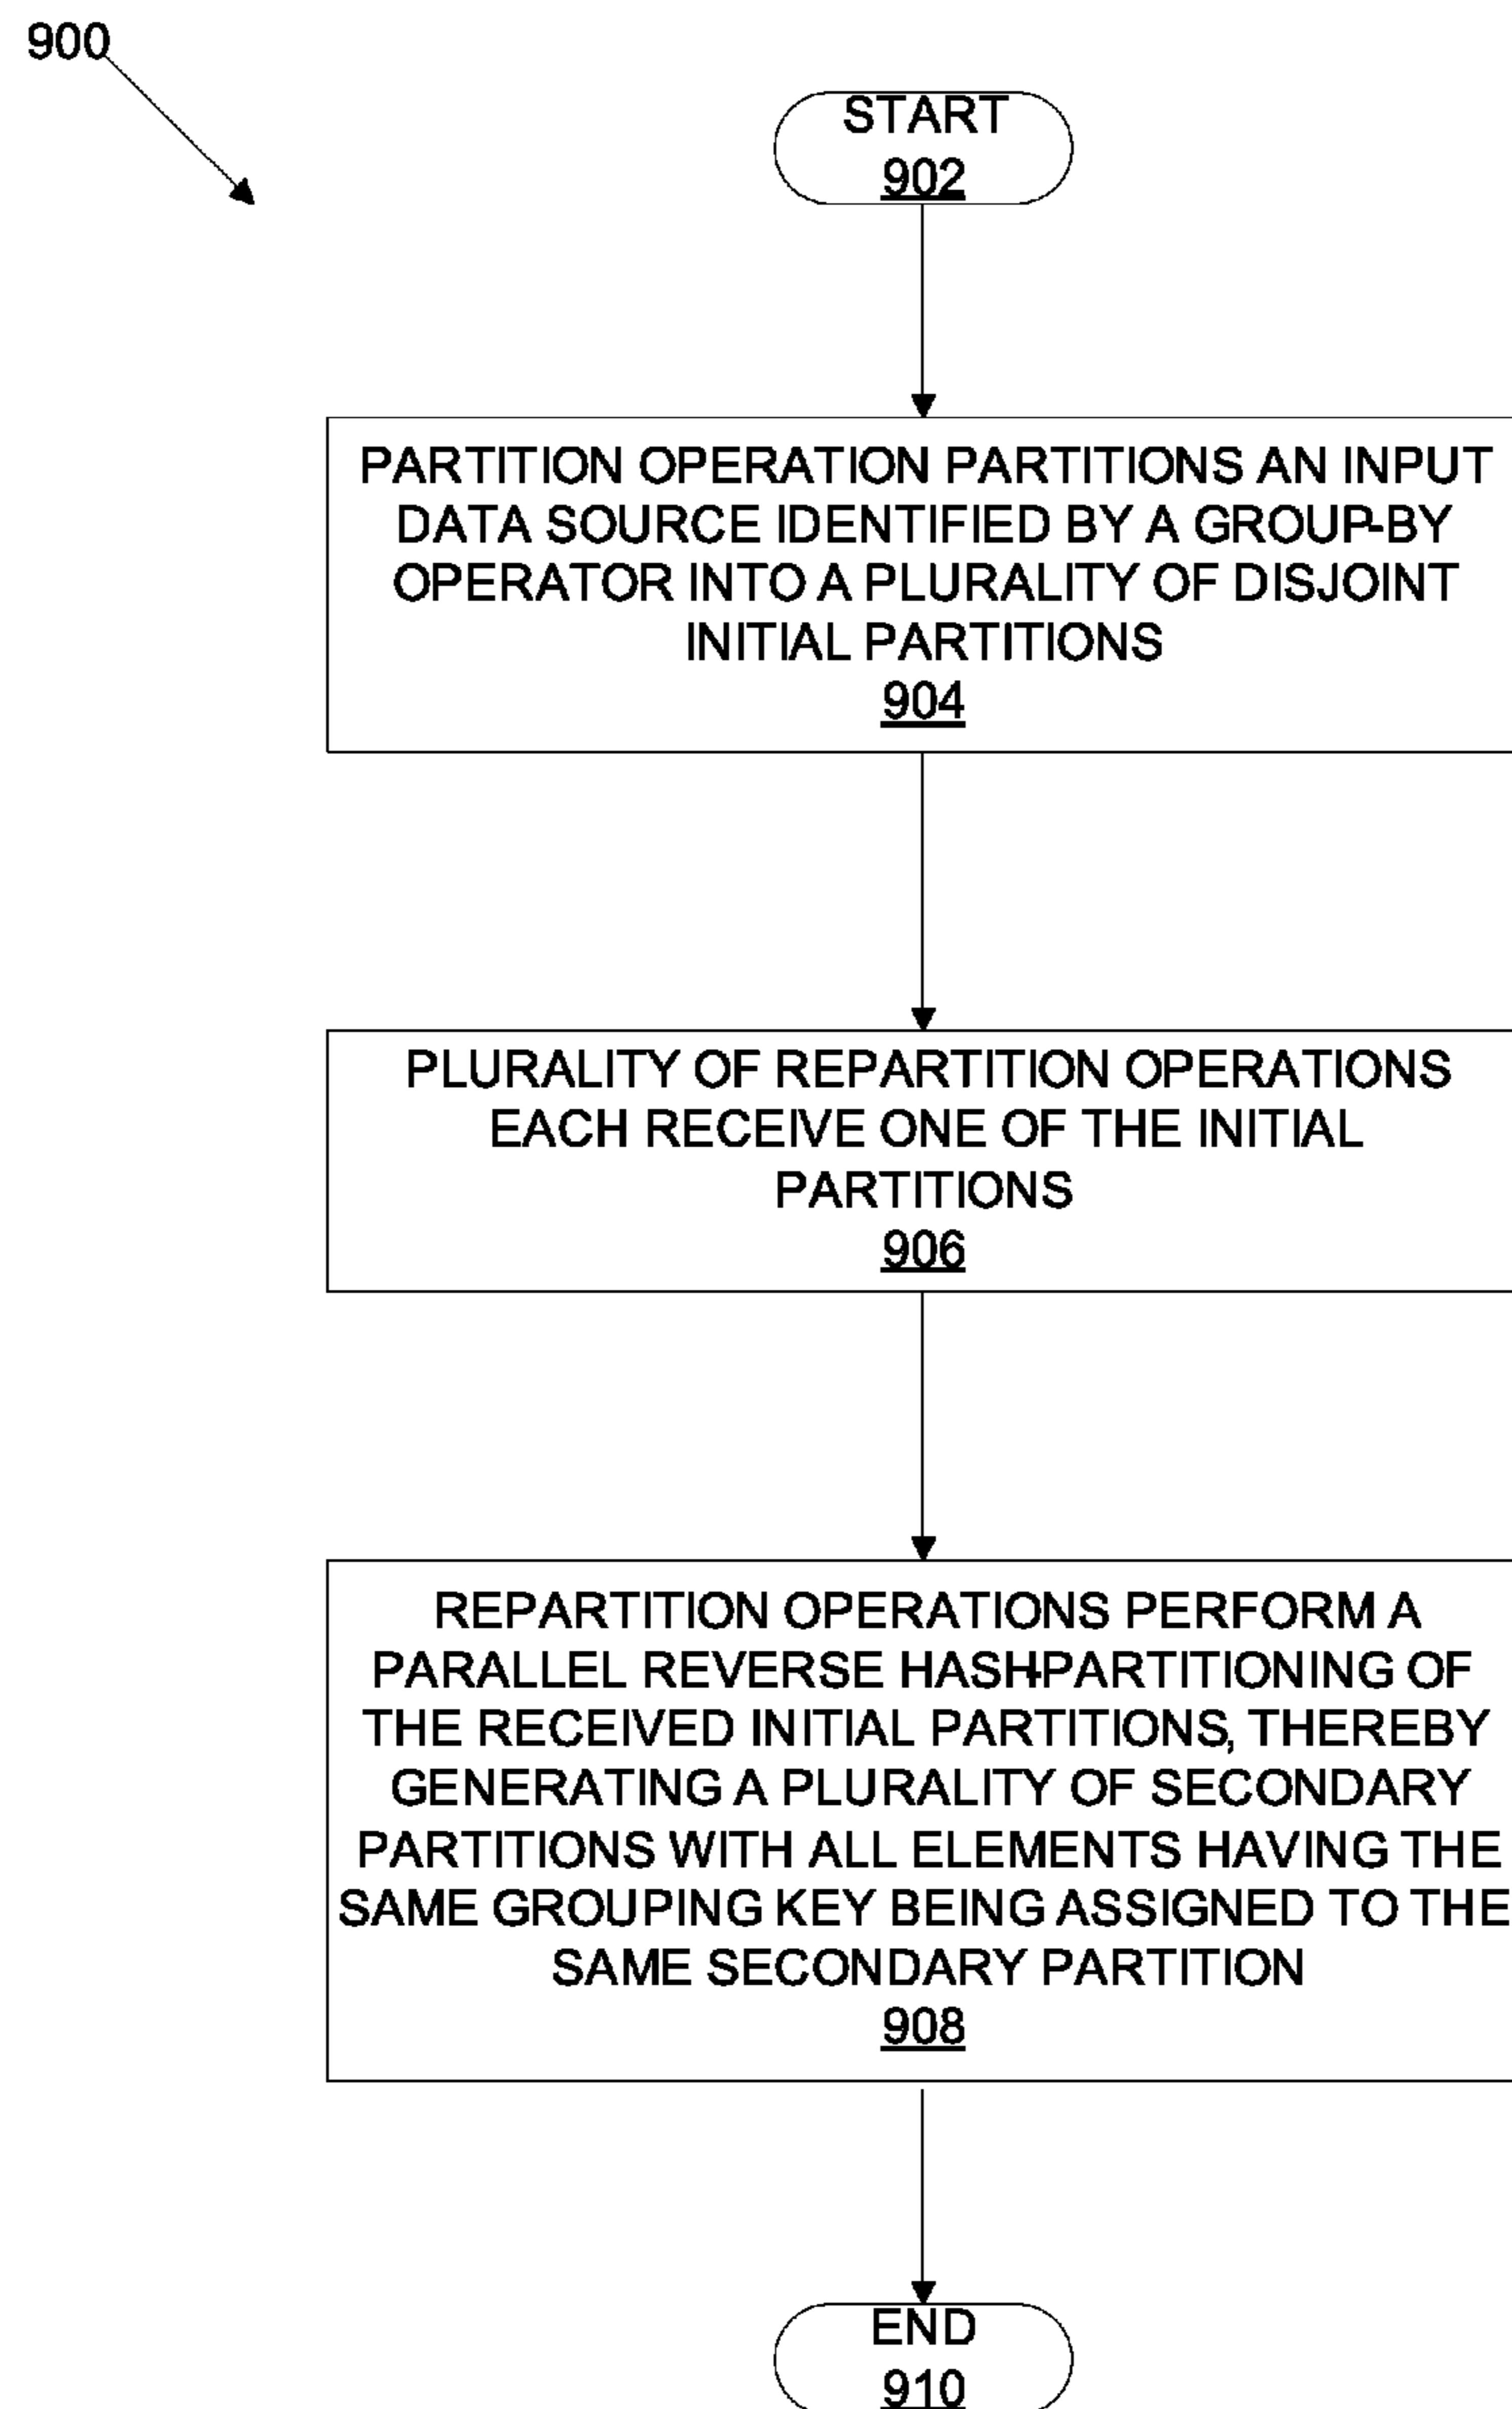 900
START
902
PARTITION OPERATION PARTITIONS AN INPUT
DATA SOURCE IDENTIFIED BY A GROUP-BY
OPERATOR INTO A PLURALITY OF DISJOINT
INITIAL PARTITIONS
904
PLURALITY OF REPARTITION OPERATIONS
EACH RECEIVE ONE OF THE INITIAL
PARTITIONS
906
REPARTITION OPERATIONS PERFORM A
PARALLEL REVERSE HASH-PARTITIONING OF
THE RECEIVED INITIAL PARTITIONS, THEREBY
GENERATING A PLURALITY OF SECONDARY
PARTITIONS WITH ALL ELEMENTS HAVING THE
SAME GROUPING KEY BEING ASSIGNED TO THE
SAME SECONDARY PARTITION
908
END
910